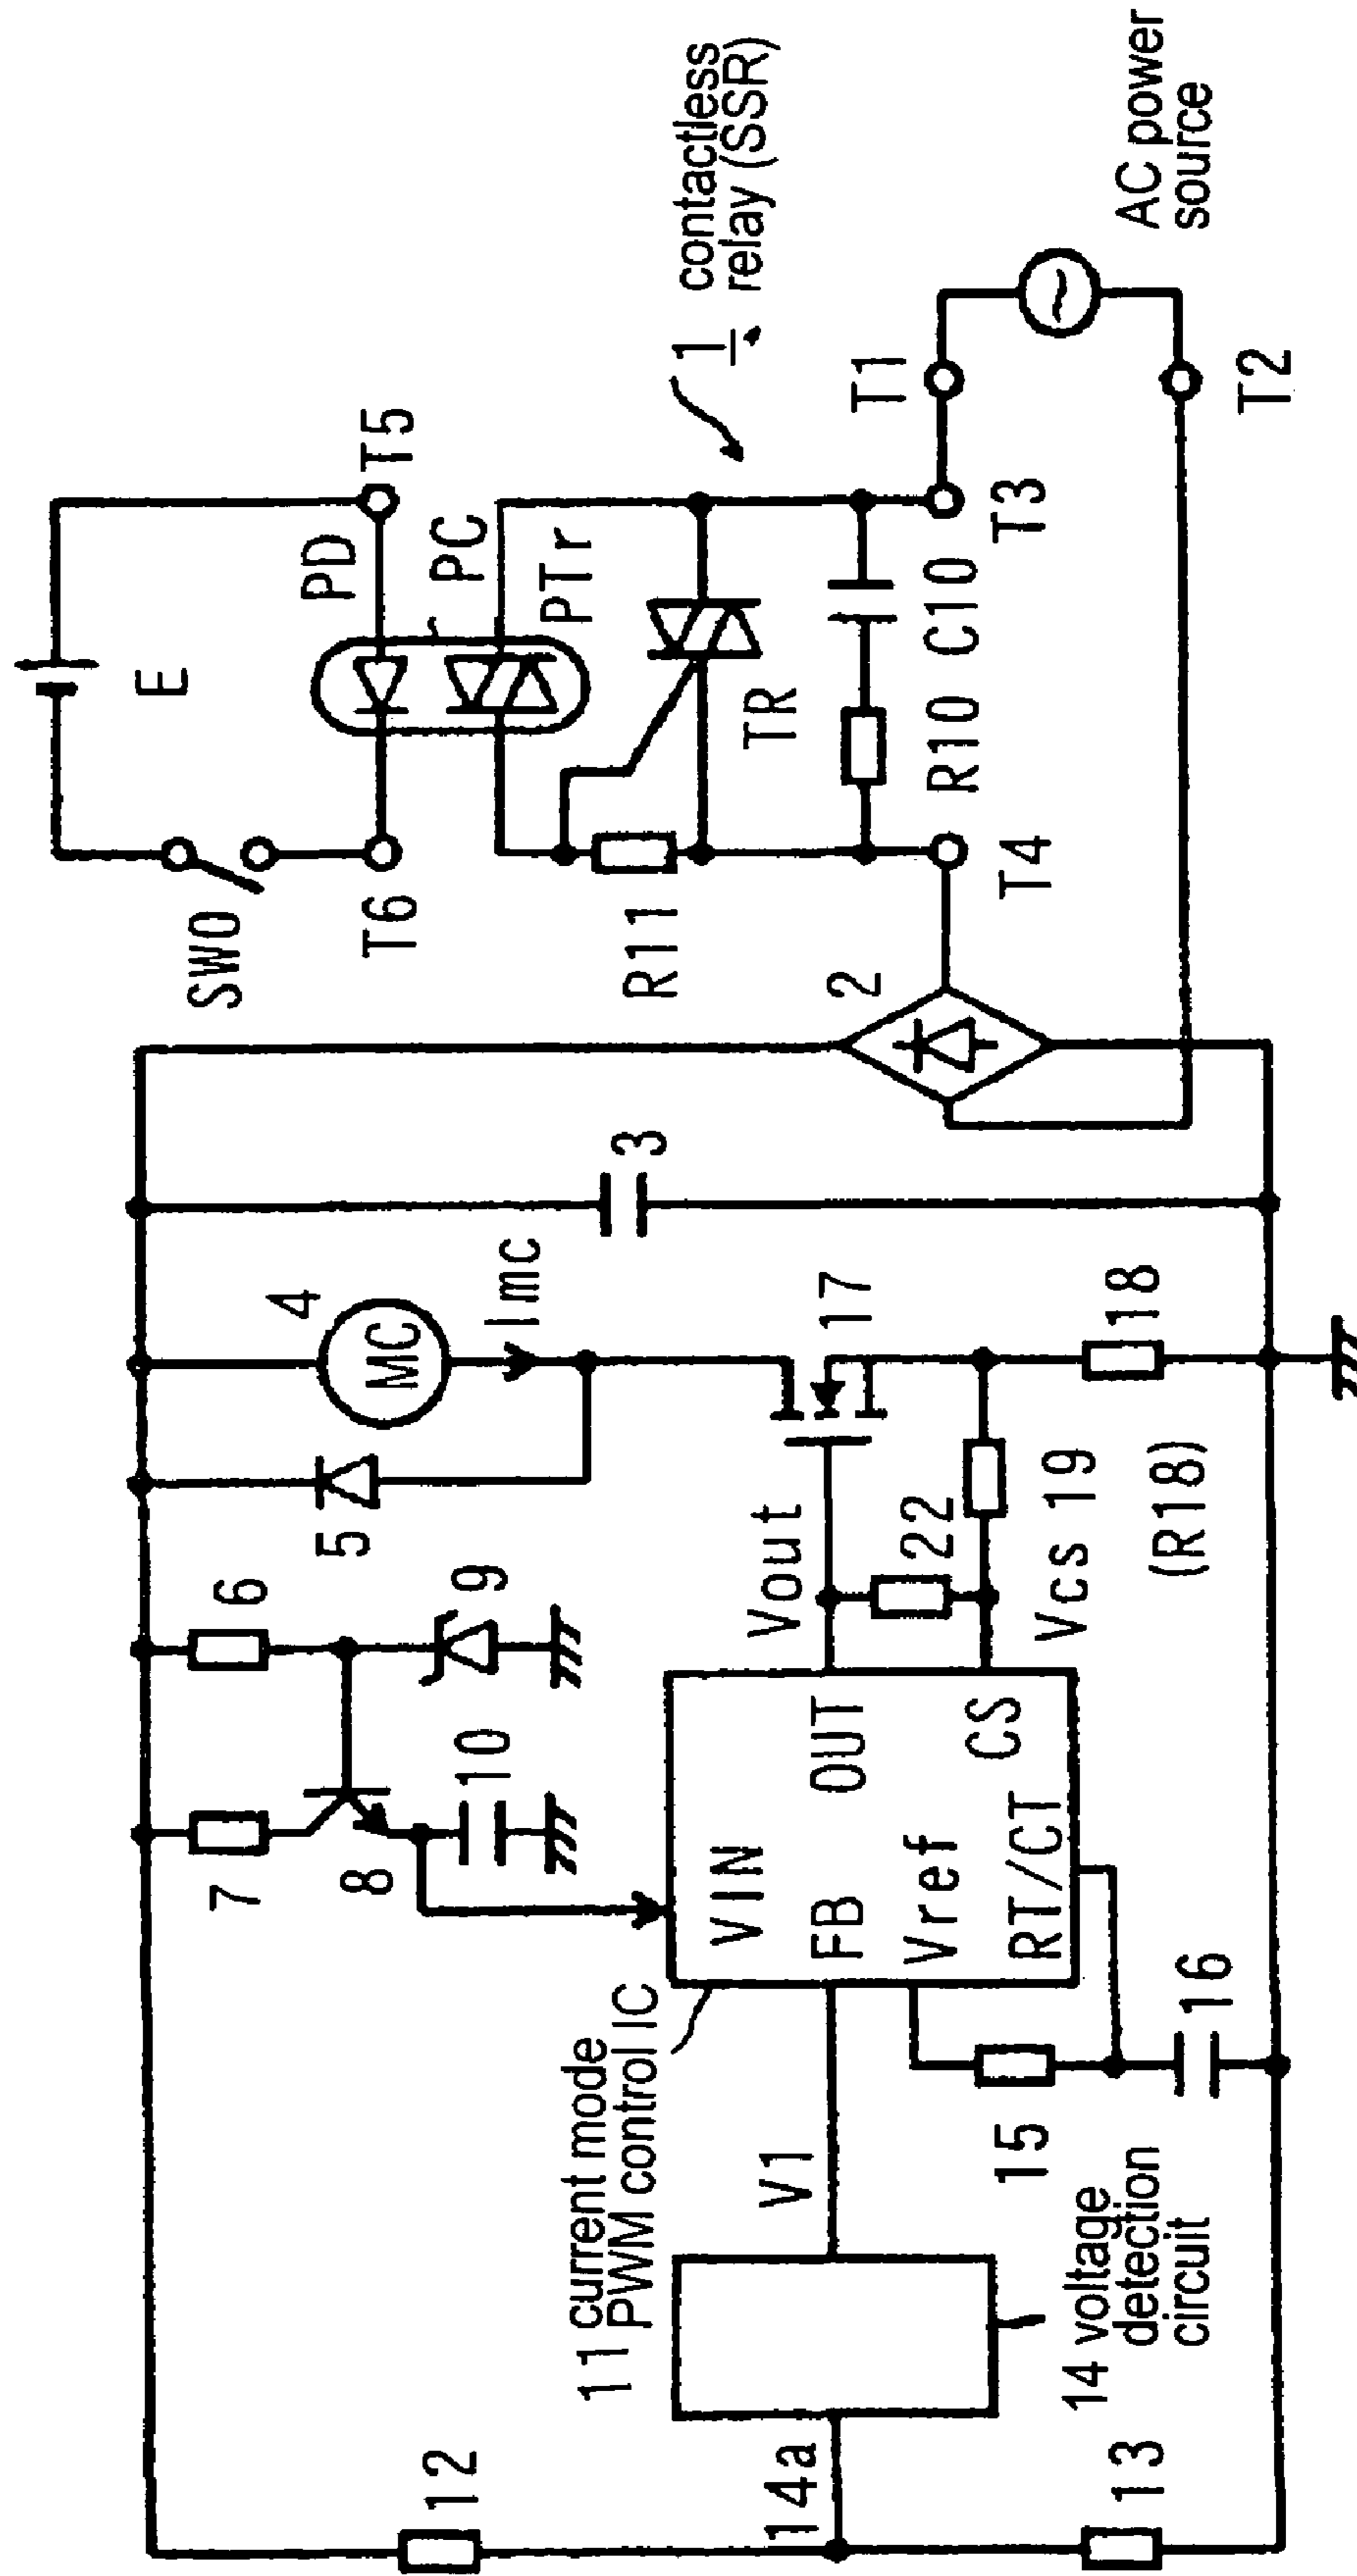 12
14a
13
14 voltage
detection
circuit
V1
11 current mode
PWM control IC
VIN
FB
Vref
RT/CT
OUT
CS
15
16
7
8
6
10
9
5
4
MC
Imc
Vout
22
Vcs
19
17
18
(R18)
3
2
SW0
E
T6
T5
PD
PC
PTr
R11
TR
R10
C10
T4
T3
T1
T2
1
contactless
relay (SSR)
AC power
source